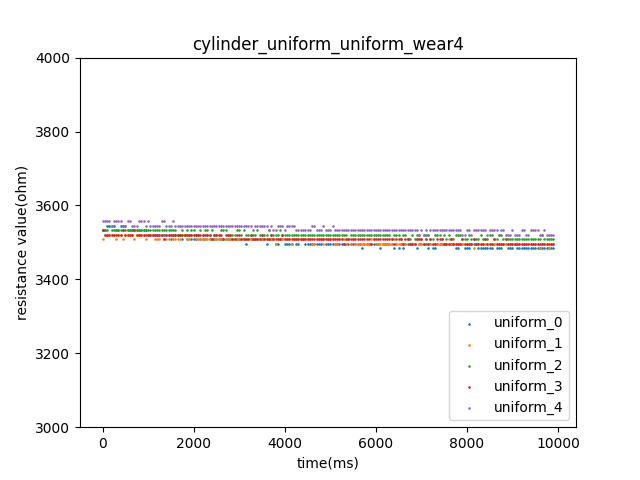 cylinder_uniform_uniform_wear4
4000
3800
3600
3400
3200
3000
resistance value(ohm)
0
2000
4000
6000
8000
10000
time(ms)
uniform_0
uniform_1
uniform_2
uniform_3
uniform_4